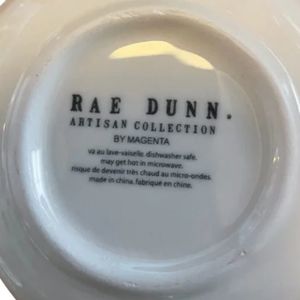 RAE DUNN.
ARTISAN COLLECTION
BY MAGENTA
va au lave-vaiselle. dishwasher safe.
may get hot in microwave.
risque de devenir très chaud au micro-ondes.
made in china. fabriqué en chine.